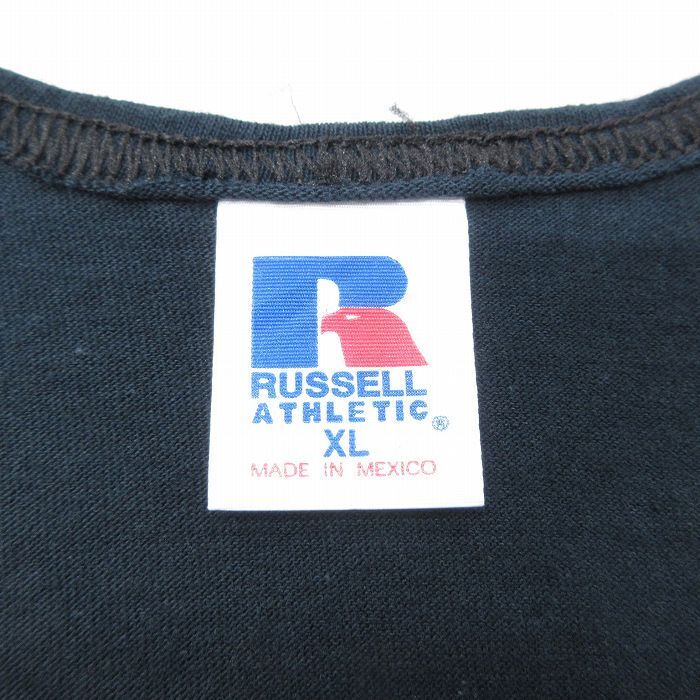 R
RUSSELL
ATHLETIC®
XL
MADE IN MEXICO